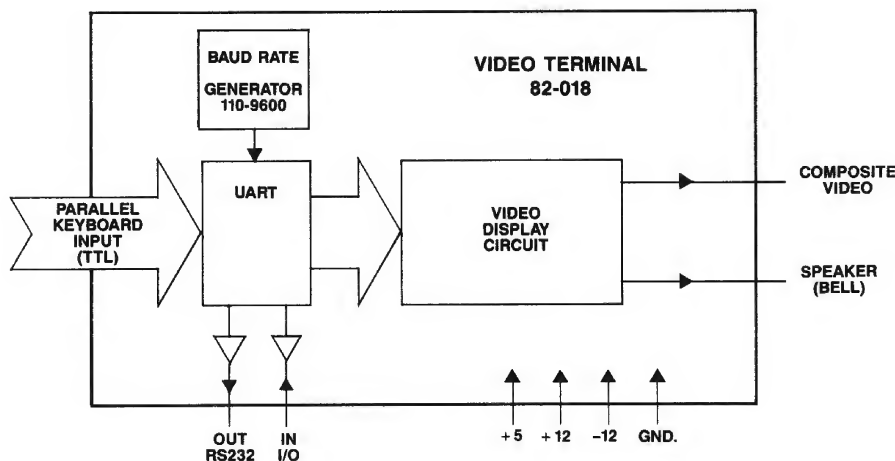 BAUD RATE
GENERATOR
110-9600
VIDEO TERMINAL
82-018
PARALLEL
KEYBOARD
INPUT
(TTL)
UART
VIDEO
DISPLAY
CIRCUIT
COMPOSITE
VIDEO
SPEAKER
(BELL)
OUT IN
RS232 I/O
+5 +12 -12 GND.